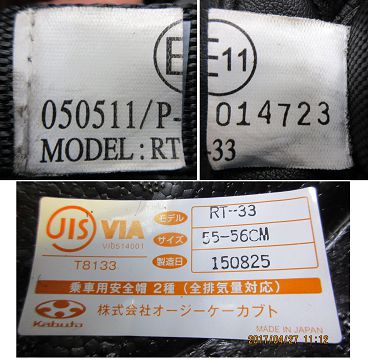 E11
050511/P-
014723
MODEL:RT
-33
JIS VIA
VIDS14001
T8133
モデル RT-33
サイズ 55-56CM
製造日 150825
乗車用安全帽 2種（全排気量対応）
Kabuto 株式会社オージーケーカブト
MADE IN JAPAN
2017/04/27 11:18